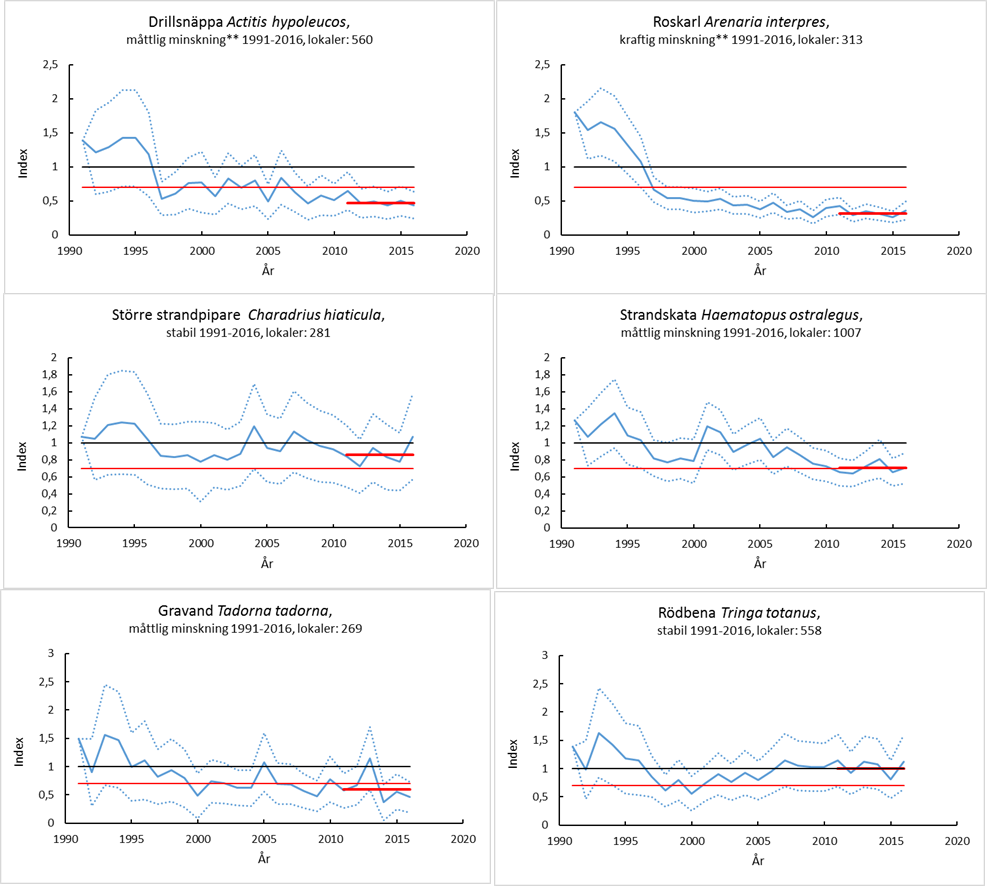 Drillsnäppa Actitis hypoleucos,
måttlig minskning** 1991-2016, lokaler: 560
2,5
2
1,5
1
0,5
0
Index
1990 1995 2000 2005 2010 2015 2020
År
Roskarl Arenaria interpres,
kraftig minskning** 1991-2016, lokaler: 313
2,5
2
1,5
1
0,5
0
Index
1990 1995 2000 2005 2010 2015 2020
År
Större strandpipare Charadrius hiaticula,
stabil 1991-2016, lokaler: 281
2
1,8
1,6
1,4
1,2
1
0,8
0,6
0,4
0,2
0
Index
1990 1995 2000 2005 2010 2015 2020
År
Strandskata Haematopus ostralegus,
måttlig minskning 1991-2016, lokaler: 1007
2
1,8
1,6
1,4
1,2
1
0,8
0,6
0,4
0,2
0
Index
1990 1995 2000 2005 2010 2015 2020
År
Gravand Tadorna tadorna,
måttlig minskning 1991-2016, lokaler: 269
3
2,5
2
1,5
1
0,5
0
Index
1990 1995 2000 2005 2010 2015 2020
År
Rödbena Tringa totanus,
stabil 1991-2016, lokaler: 558
3
2,5
2
1,5
1
0,5
0
Index
1990 1995 2000 2005 2010 2015 2020
År